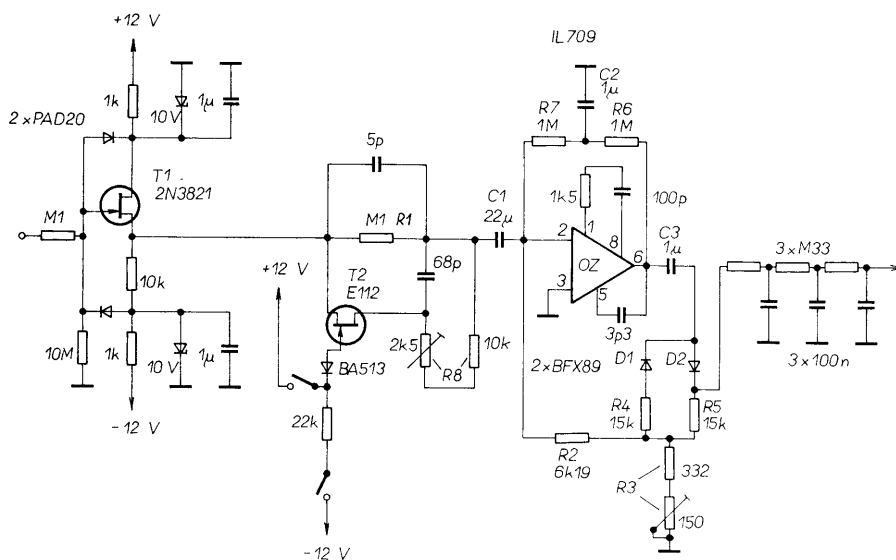 +12 V
1k
10 V
1μ
2×PAD20
T1
2N3821
M1
10k
10M
1k
10 V
1μ
-12 V
5p
M1 R1
68p
+12 V
T2
E112
2k5
R8
10k
BA513
22k
-12 V
IL709
C2
1μ
R7
1M
R6
1M
1k5
100p
C1
22μ
2
1
8
3
OZ
6
5
3p3
C3
1μ
3×M33
3×100n
2×BFX89
D1
D2
R4
15k
R5
15k
R2
6k19
R3
332
150